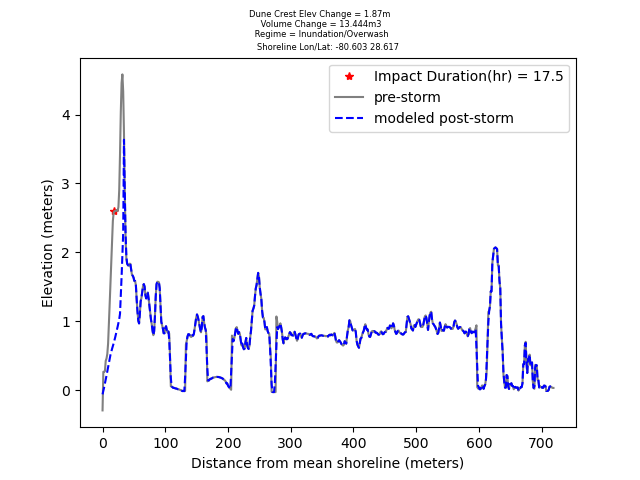 Dune Crest Elev Change = 1.87m
Volume Change = 13.444m3
Regime = Inundation/Overwash
Shoreline Lon/Lat: -80.603 28.617
Impact Duration(hr) = 17.5
pre-storm
modeled post-storm
Elevation (meters)
4
3
2
1
0
0 100 200 300 400 500 600 700
Distance from mean shoreline (meters)